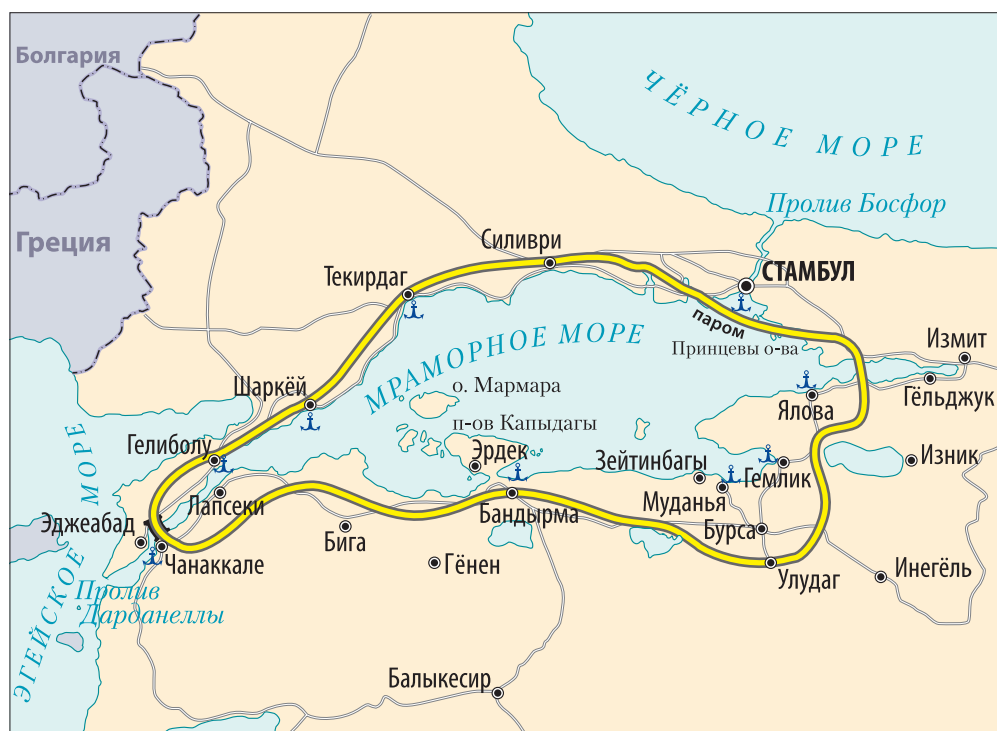 Болгария
ЧЁРНОЕ МОРЕ
Пролив Босфор
Греция
Силиври
СТАМБУЛ
Текирдаг
паром
Принцевы о-ва
Измит
МРАМОРНОЕ МОРЕ
Шаркёй
о. Мармара
Ялова
Гёльджук
п-ов Капыдагы
Гелиболу
Эрдек
Зейтинбагы
Гемлик
Изник
Лапсеки
Муданья
Эджеабад
Бандырма
Бурса
Бига
Чанаккале
Гёнен
Улудаг
Инегёль
Пролив
Дарданеллы
ЭГЕЙСКОЕ МОРЕ
Балыкесир